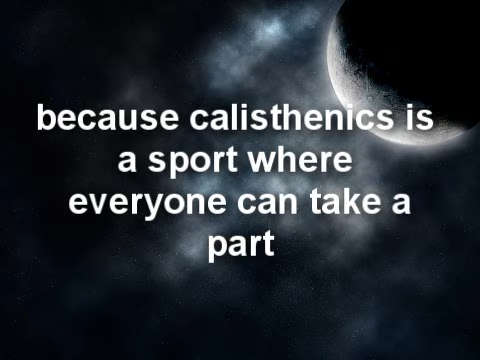 because calisthenics is
a sport where
everyone can take a
part